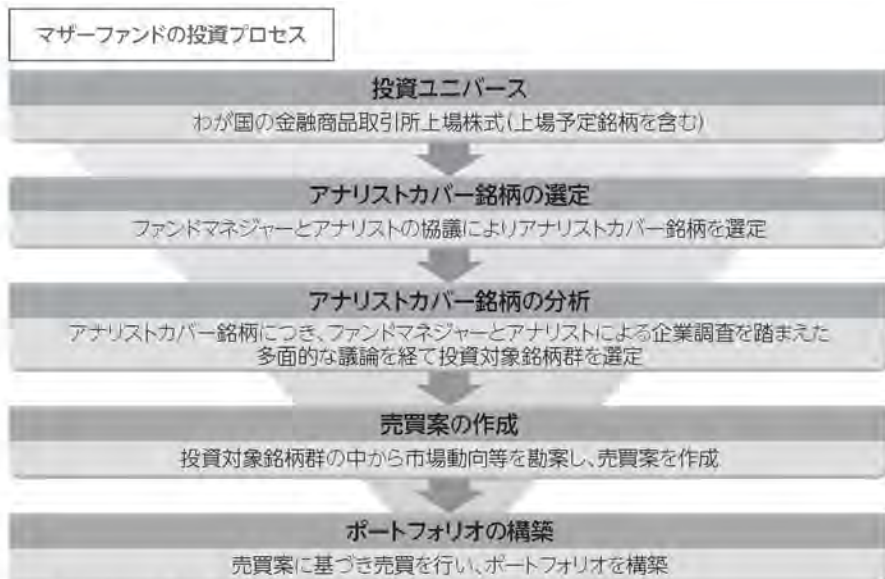 マザーファンドの投資プロセス
投資ユニバース
わが国の金融商品取引所上場株式(上場予定銘柄を含む)
アナリストカバー銘柄の選定
ファンドマネジャーとアナリストの協議によりアナリストカバー銘柄を選定
アナリストカバー銘柄の分析
アナリストカバー銘柄につき、ファンドマネジャーとアナリストによる企業調査を踏まえた
多面的な議論を経て投資対象銘柄群を選定
売買案の作成
投資対象銘柄群の中から市場動向等を勘案し、売買案を作成
ポートフォリオの構築
売買案に基づき売買を行い、ポートフォリオを構築